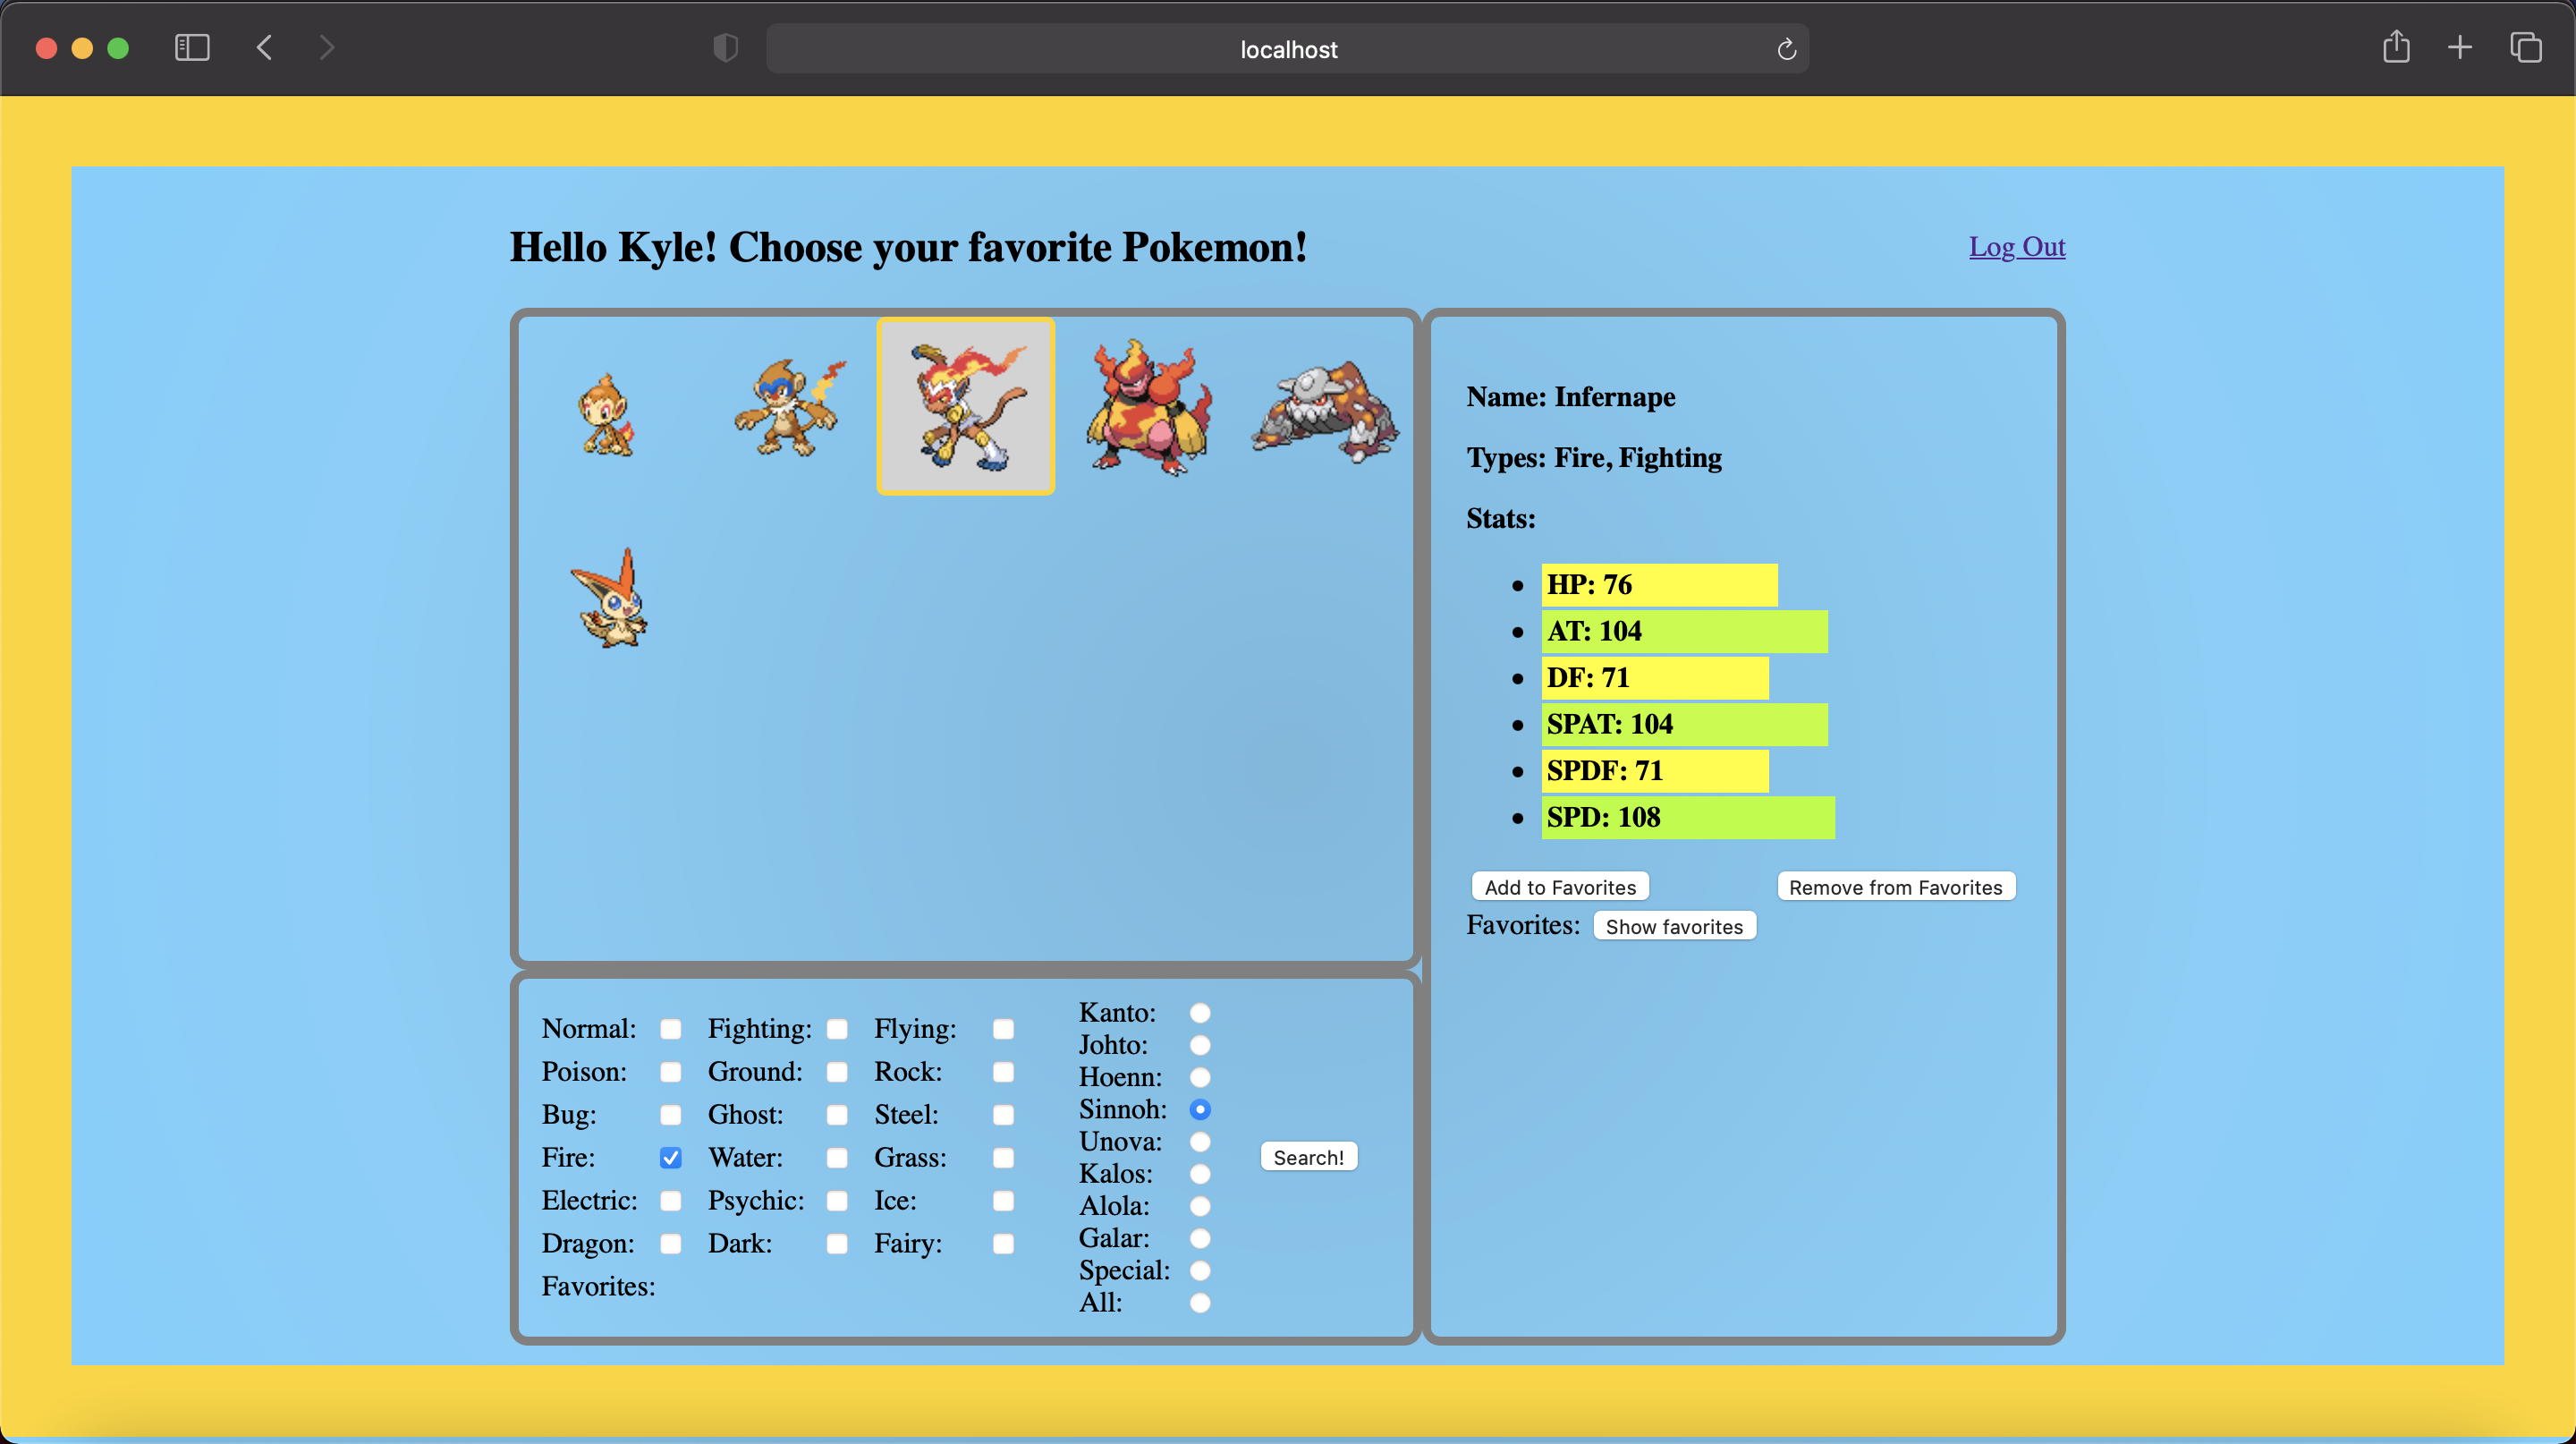 localhost
Hello Kyle! Choose your favorite Pokemon!
Log Out
Name: Infernape
Types: Fire, Fighting
Stats:
HP: 76
AT: 104
DF: 71
SPAT: 104
SPDF: 71
SPD: 108
Add to Favorites Remove from Favorites
Favorites: Show favorites
Normal: Fighting: Flying:
Poison: Ground: Rock:
Bug: Ghost: Steel:
Fire: Water: Grass:
Electric: Psychic: Ice:
Dragon: Dark: Fairy:
Favorites:
Kanto:
Johto:
Hoenn:
Sinnoh:
Unova:
Kalos:
Alola:
Galar:
Special:
All:
Search!